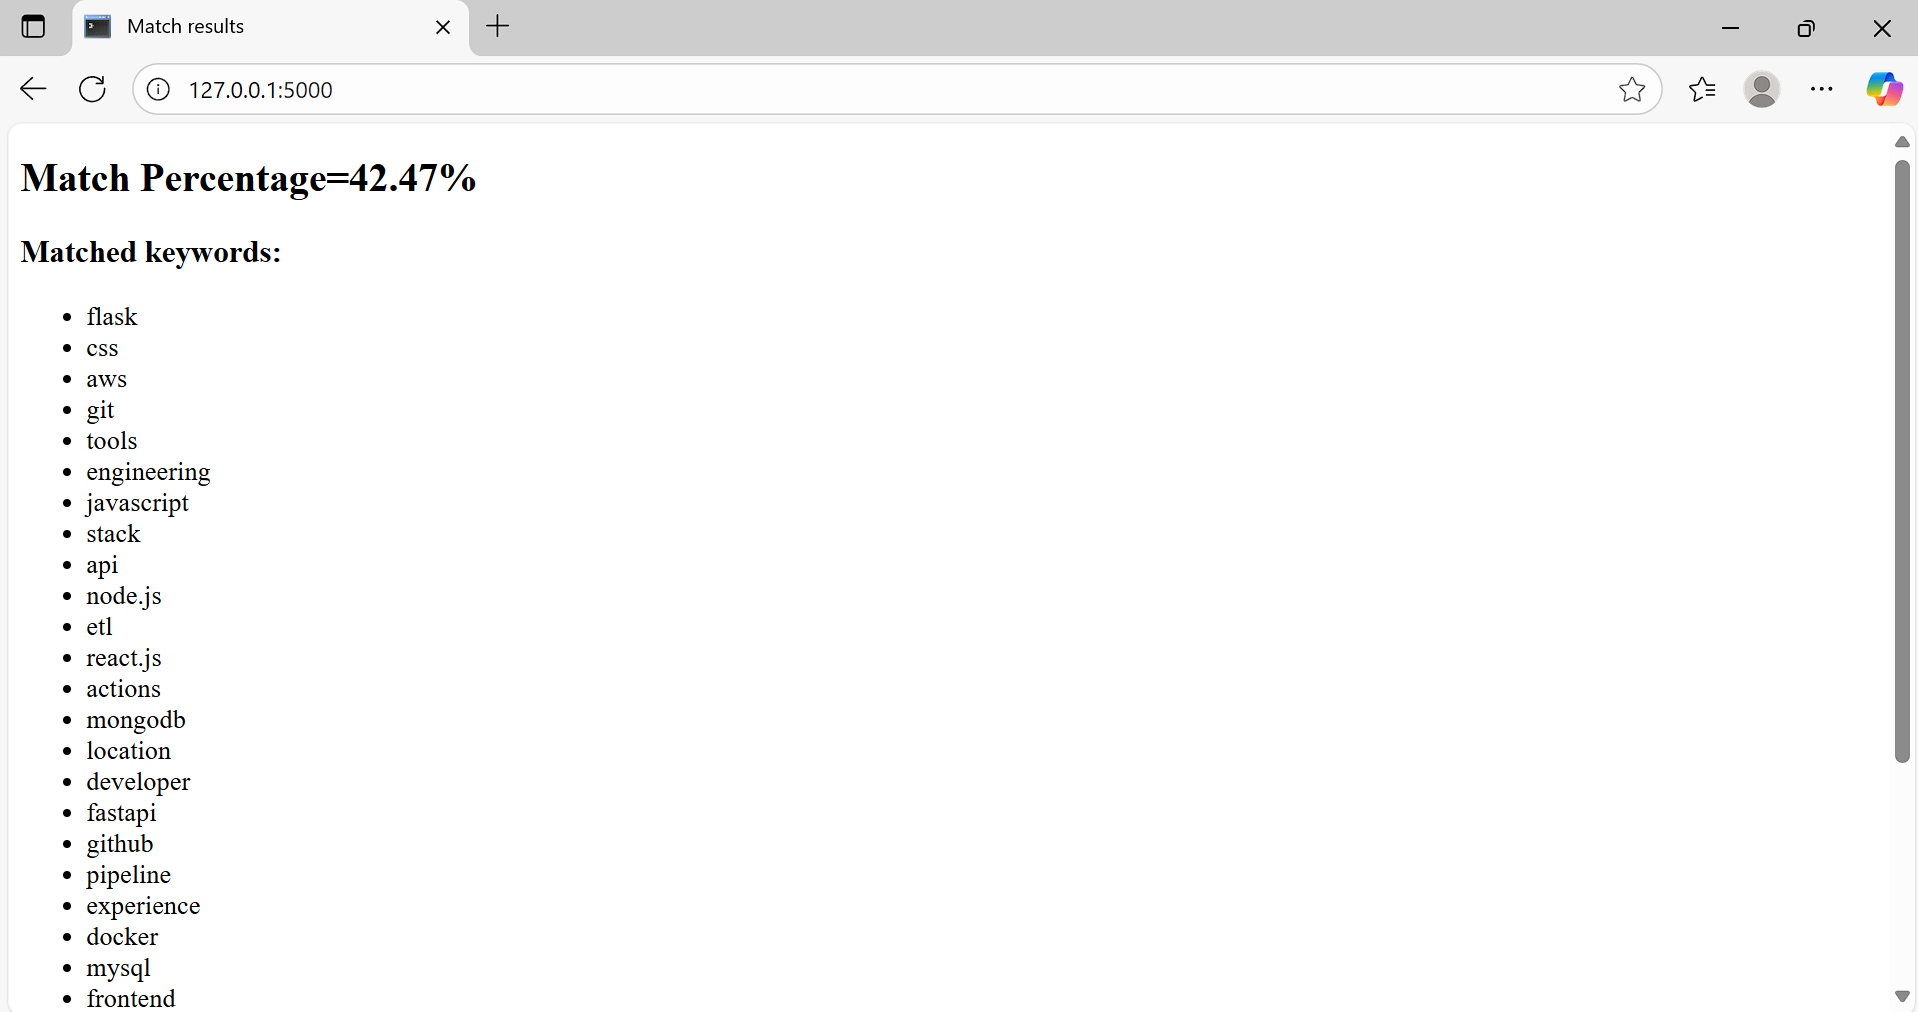 Match results
127.0.0.1:5000
Match Percentage=42.47%
Matched keywords:
flask
css
aws
git
tools
engineering
javascript
stack
api
node.js
etl
react.js
actions
mongodb
location
developer
fastapi
github
pipeline
experience
docker
mysql
frontend